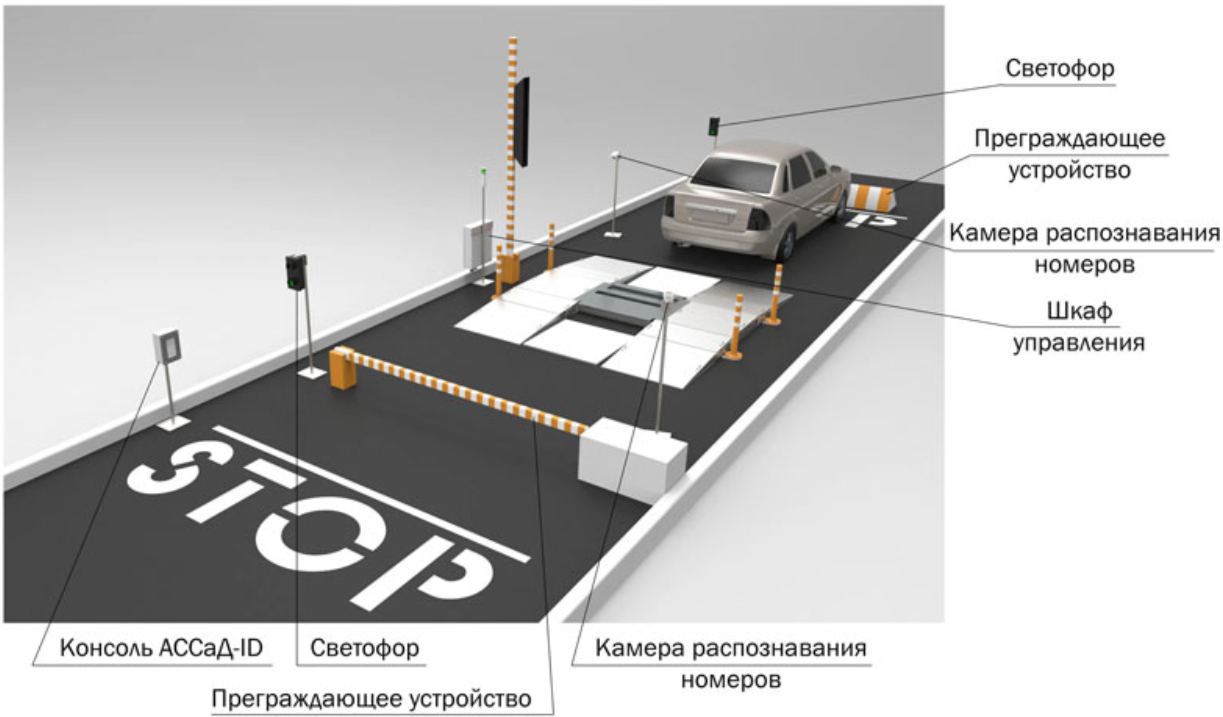 Светофор
Преграждающее
устройство
Камера распознавания
номеров
Шкаф
управления
STOP
Консоль АССаД-ID
Светофор
Камера распознавания
номеров
Преграждающее устройство